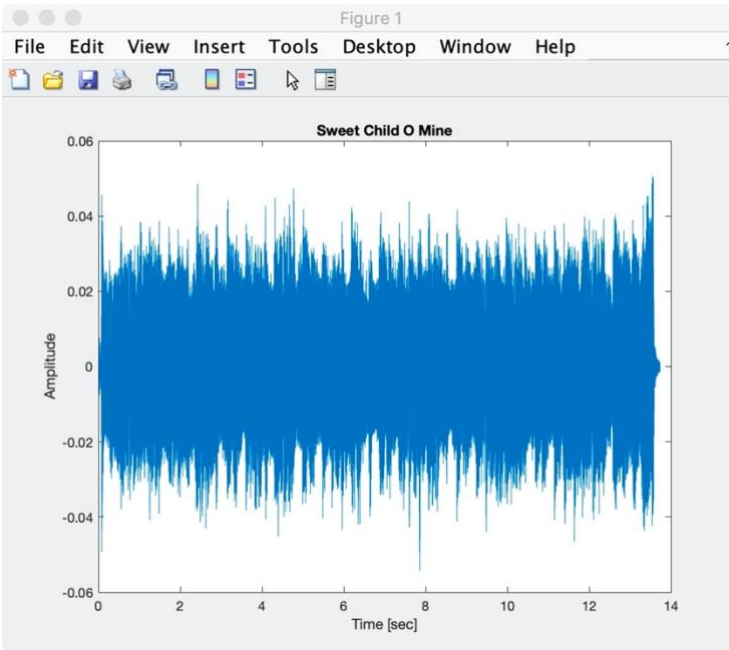 Figure 1
File Edit View Insert Tools Desktop Window Help
Sweet Child O Mine
0.06
0.04
0.02
0
-0.02
-0.04
-0.06
Amplitude
0 2 4 6 8 10 12 14
Time [sec]